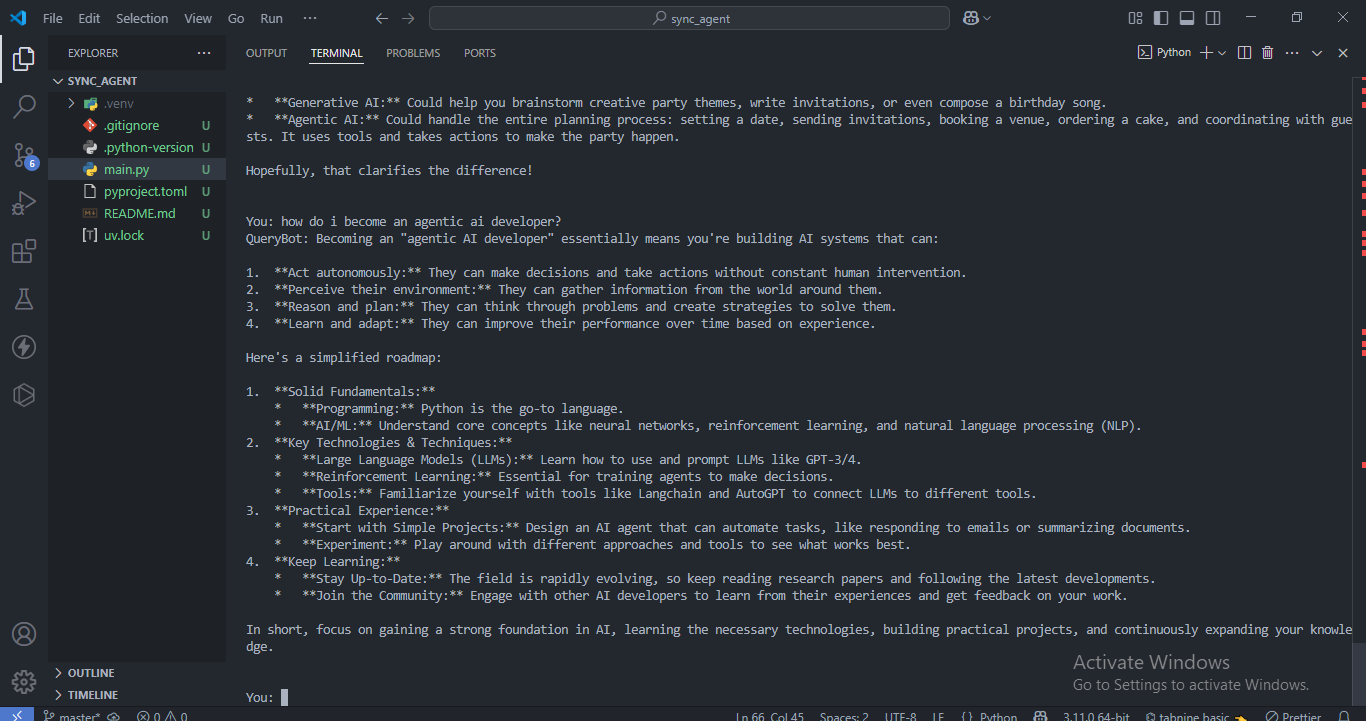 File Edit Selection View Go Run ··· sync_agent
EXPLORER ···
OUTPUT TERMINAL PROBLEMS PORTS Python
SYNC_AGENT
.venv
.gitignore U
.python-version U
main.py U
pyproject.toml U
README.md U
uv.lock U
6
* **Generative AI:** Could help you brainstorm creative party themes, write invitations, or even compose a birthday song.
* **Agentic AI:** Could handle the entire planning process: setting a date, sending invitations, booking a venue, ordering a cake, and coordinating with gue
sts. It uses tools and takes actions to make the party happen.
Hopefully, that clarifies the difference!
You: how do i become an agentic ai developer?
QueryBot: Becoming an "agentic AI developer" essentially means you're building AI systems that can:
1. **Act autonomously:** They can make decisions and take actions without constant human intervention.
2. **Perceive their environment:** They can gather information from the world around them.
3. **Reason and plan:** They can think through problems and create strategies to solve them.
4. **Learn and adapt:** They can improve their performance over time based on experience.
Here's a simplified roadmap:
1. **Solid Fundamentals:**
* **Programming:** Python is the go-to language.
* **AI/ML:** Understand core concepts like neural networks, reinforcement learning, and natural language processing (NLP).
2. **Key Technologies & Techniques:**
* **Large Language Models (LLMs):** Learn how to use and prompt LLMs like GPT-3/4.
* **Reinforcement Learning:** Essential for training agents to make decisions.
* **Tools:** Familiarize yourself with tools like Langchain and AutoGPT to connect LLMs to different tools.
3. **Practical Experience:**
* **Start with Simple Projects:** Design an AI agent that can automate tasks, like responding to emails or summarizing documents.
* **Experiment:** Play around with different approaches and tools to see what works best.
4. **Keep Learning:**
* **Stay Up-to-Date:** The field is rapidly evolving, so keep reading research papers and following the latest developments.
* **Join the Community:** Engage with other AI developers to learn from their experiences and get feedback on your work.
In short, focus on gaining a strong foundation in AI, learning the necessary technologies, building practical projects, and continuously expanding your knowle
dge.
You:
OUTLINE
TIMELINE
Activate Windows
Go to Settings to activate Windows.
master* 0 0 Ln 66, Col 45 Spaces: 2 UTF-8 LF {} Python 3.11.0 64-bit tabnine basic Prettier